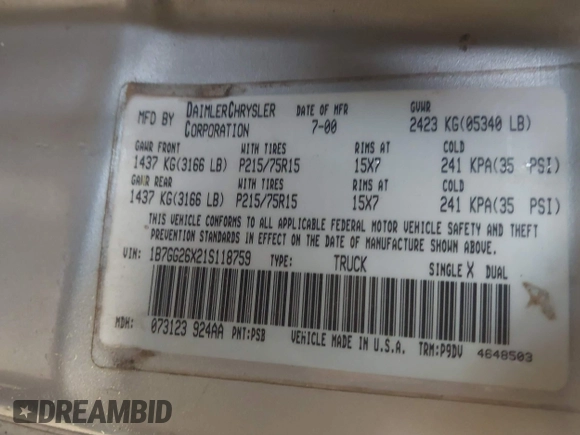 MFD BY DAIMLERCHRYSLER CORPORATION DATE OF MFR 7-00 GVWR 2423 KG(05340 LB)
GAWR FRONT WITH TIRES RIMS AT COLD
1437 KG(3166 LB) P215/75R15 15X7 241 KPA(35 PSI)
GAWR REAR WITH TIRES RIMS AT COLD
1437 KG(3166 LB) P215/75R15 15X7 241 KPA(35 PSI)
THIS VEHICLE CONFORMS TO ALL APPLICABLE FEDERAL MOTOR VEHICLE SAFETY AND THEFT
PREVENTION STANDARDS IN EFFECT ON THE DATE OF MANUFACTURE SHOWN ABOVE.
VIN: 1B7GG26X21S118759 TYPE: TRUCK SINGLE X DUAL
MDH: 073123 924AA PNT:PSB VEHICLE MADE IN U.S.A. TRM:P9DV 4648503
DREAMBID